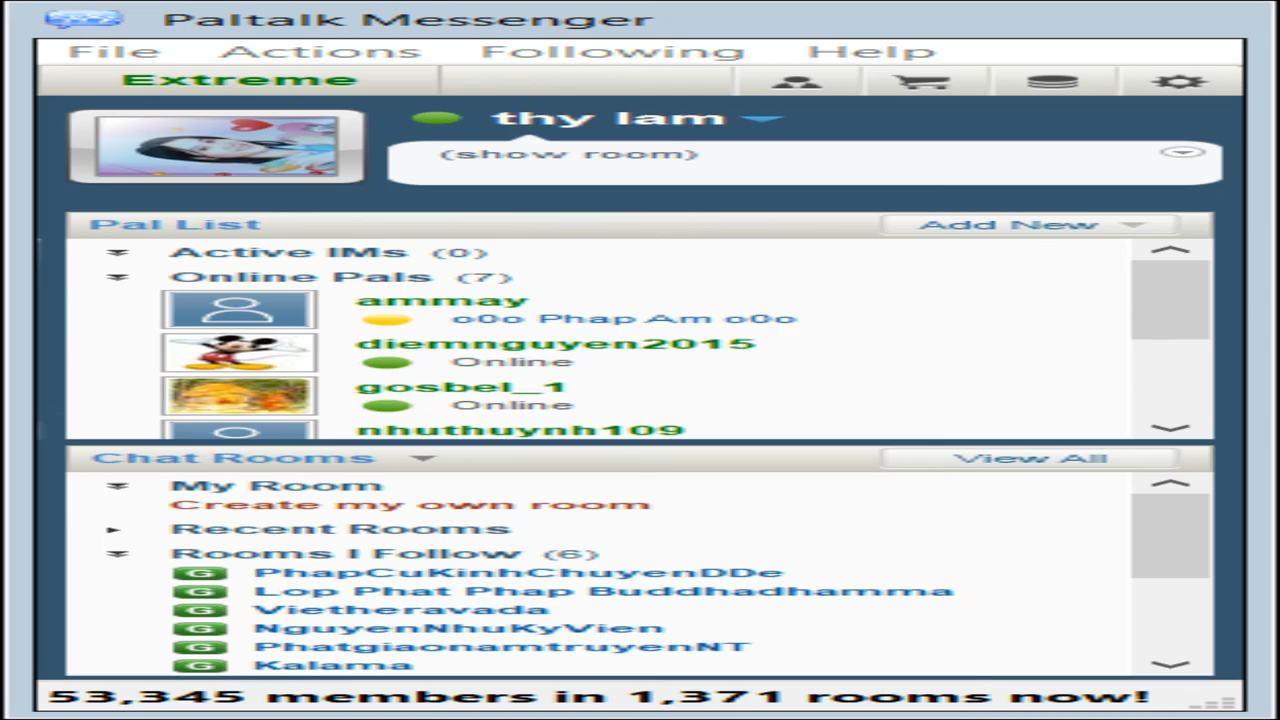 Paltalk Messenger
File Actions Following Help
Extreme
thy lam
(show room)
Pal List Add New
Active IMs (0)
Online Pals (7)
ammay
o0o Phap Am o0o
diemnguyen2015
Online
gosbel_1
Online
nhuthuynh109
Chat Rooms View All
My Room
Create my own room
Recent Rooms
Rooms I Follow (6)
G PhapCuKinhChuyenDDe
G Lop Phat Phap Buddhadhamma
G Vietheravada
G NguyenNhuKyVien
G PhatgiaonamtruyenNT
G Kalama
53,345 members in 1,371 rooms now!